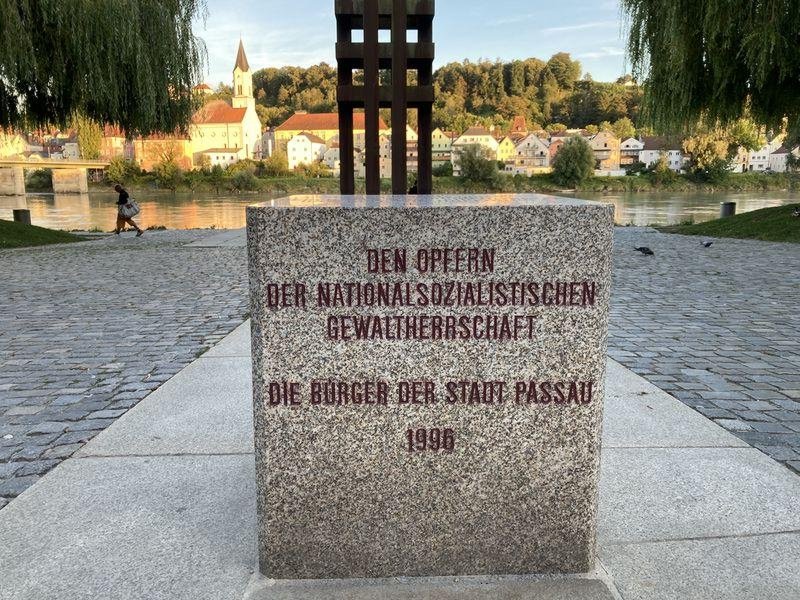 DEN OPFERN
DER NATIONALSOZIALISTISCHEN
GEWALTHERRSCHAFT
DIE BÜRGER DER STADT PASSAU
1996